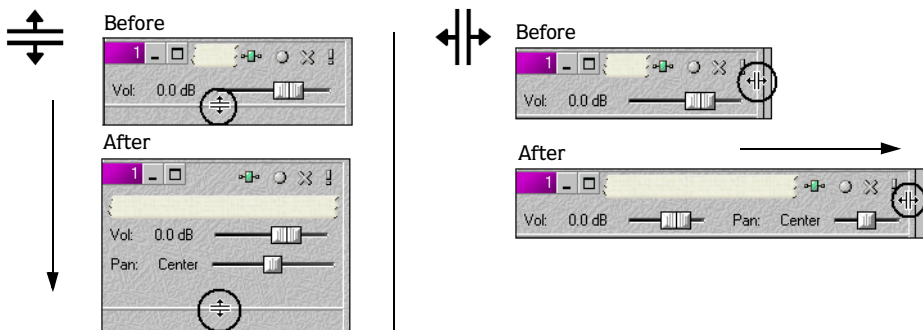 Before
1
Vol: 0.0 dB
After
1
Vol: 0.0 dB
Pan: Center
Before
1
Vol: 0.0 dB
After
1
Vol: 0.0 dB Pan: Center